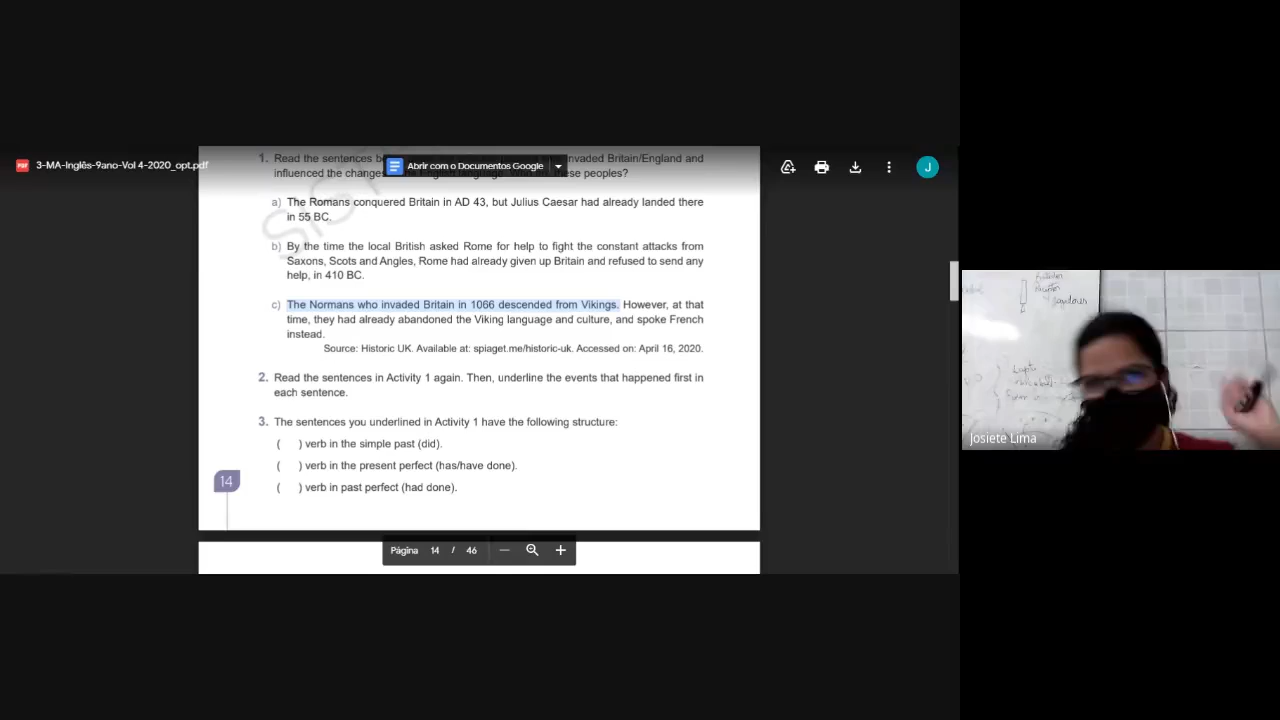 3-MA-Inglês-9ano-Vol 4-2020_opt.pdf
Abrir com o Documentos Google
J
1. Read the sentences invaded Britain/England and
influenced the changes the English language. these peoples?
a) The Romans conquered Britain in AD 43, but Julius Caesar had already landed there
in 55 BC.
b) By the time the local British asked Rome for help to fight the constant attacks from
Saxons, Scots and Angles, Rome had already given up Britain and refused to send any
help, in 410 BC.
c) The Normans who invaded Britain in 1066 descended from Vikings. However, at that
time, they had already abandoned the Viking language and culture, and spoke French
instead.
Source: Historic UK. Available at: spiaget.me/historic-uk. Accessed on: April 16, 2020.
2. Read the sentences in Activity 1 again. Then, underline the events that happened first in
each sentence.
3. The sentences you underlined in Activity 1 have the following structure:
( ) verb in the simple past (did).
( ) verb in the present perfect (has/have done).
( ) verb in past perfect (had done).
14
Página 14 / 46
Josiete Lima